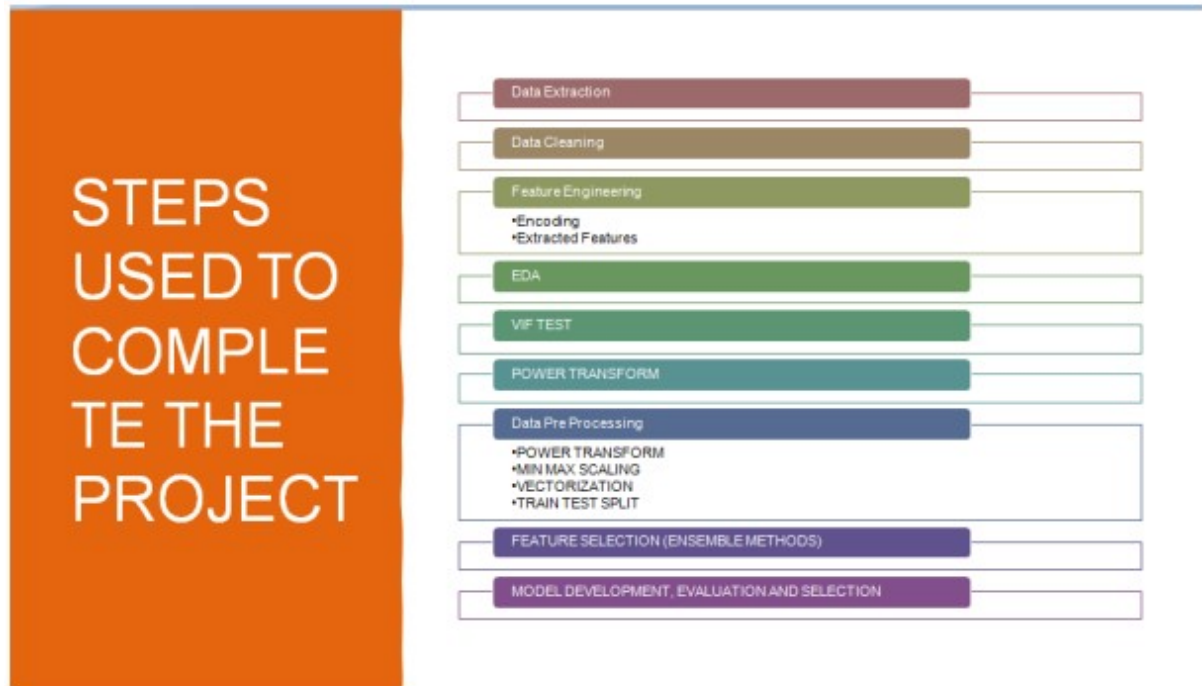 STEPS
USED TO
COMPLE
TE THE
PROJECT
Data Extraction
Data Cleaning
Feature Engineering
•Encoding
•Extracted Features
EDA
VIF TEST
POWER TRANSFORM
Data Pre Processing
•POWER TRANSFORM
•MIN MAX SCALING
•VECTORIZATION
•TRAIN TEST SPLIT
FEATURE SELECTION (ENSEMBLE METHODS)
MODEL DEVELOPMENT, EVALUATION AND SELECTION